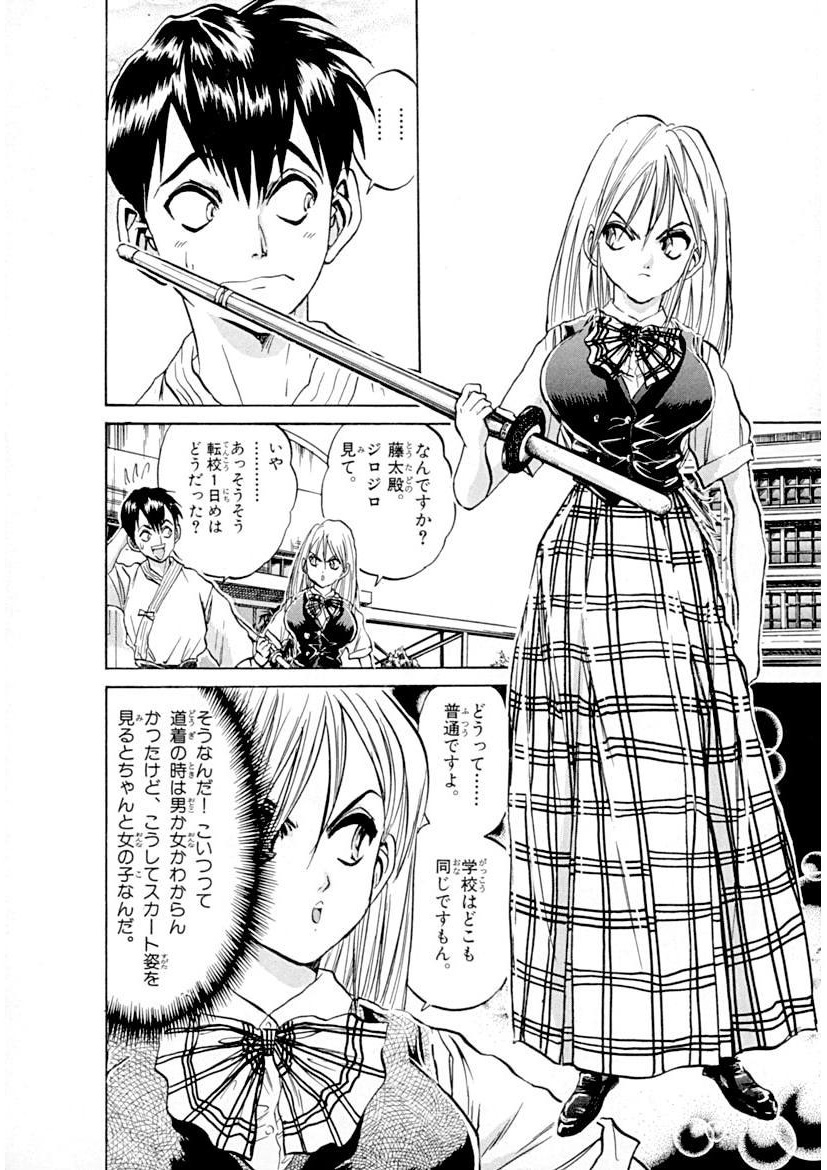 ………
………
なんですか?
藤太殿。
ジロジロ
見て。
いや
………
………
あっそうそう
転校1日めは
どうだった?
どうって……
普通ですよ。
学校はどこも
同じですもん。
そうなんだ! こいつって
道着の時は男か女かわからん
かったけど、こうしてスカート姿を
見るとちゃんと女の子なんだ。